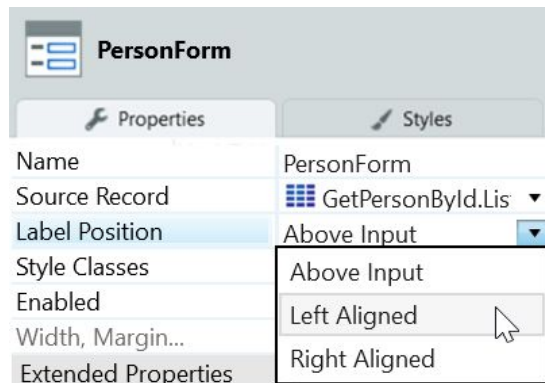 PersonForm
Properties Styles
Name PersonForm
Source Record GetPersonById.Lis
Label Position Above Input
Style Classes Above Input
Enabled Left Aligned
Width, Margin...
Right Aligned
Extended Properties